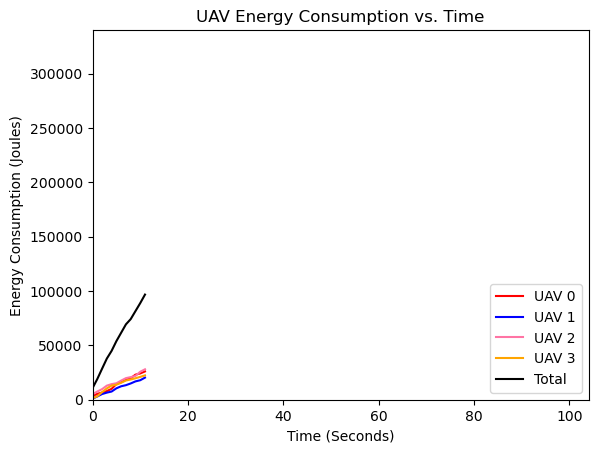 UAV Energy Consumption vs. Time
Energy Consumption (Joules)
300000
250000
200000
150000
100000
50000
0
0 20 40 60 80 100
Time (Seconds)
UAV 0
UAV 1
UAV 2
UAV 3
Total